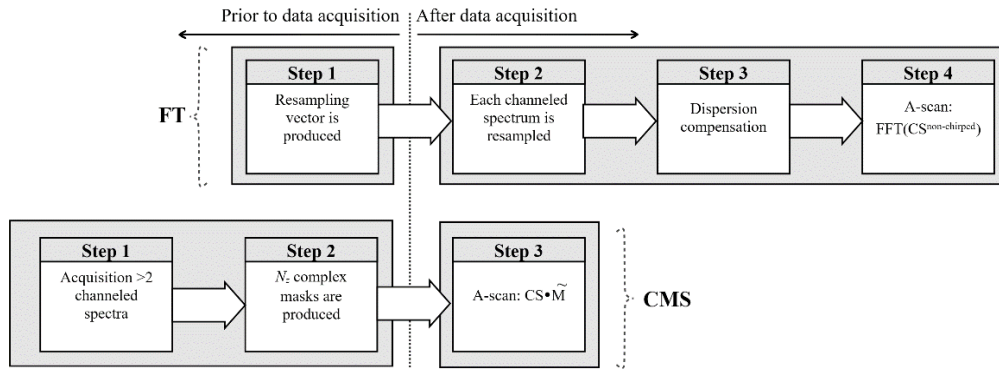 Prior to data acquisition
After data acquisition
FT
Step 1
Resampling
vector is
produced
Step 2
Each channeled
spectrum is
resampled
Step 3
Dispersion
compensation
Step 4
A-scan:
FFT(CS^non-chirped)
Step 1
Acquisition >2
channeled
spectra
Step 2
N_z complex
masks are
produced
Step 3
A-scan: CS•M̃
CMS